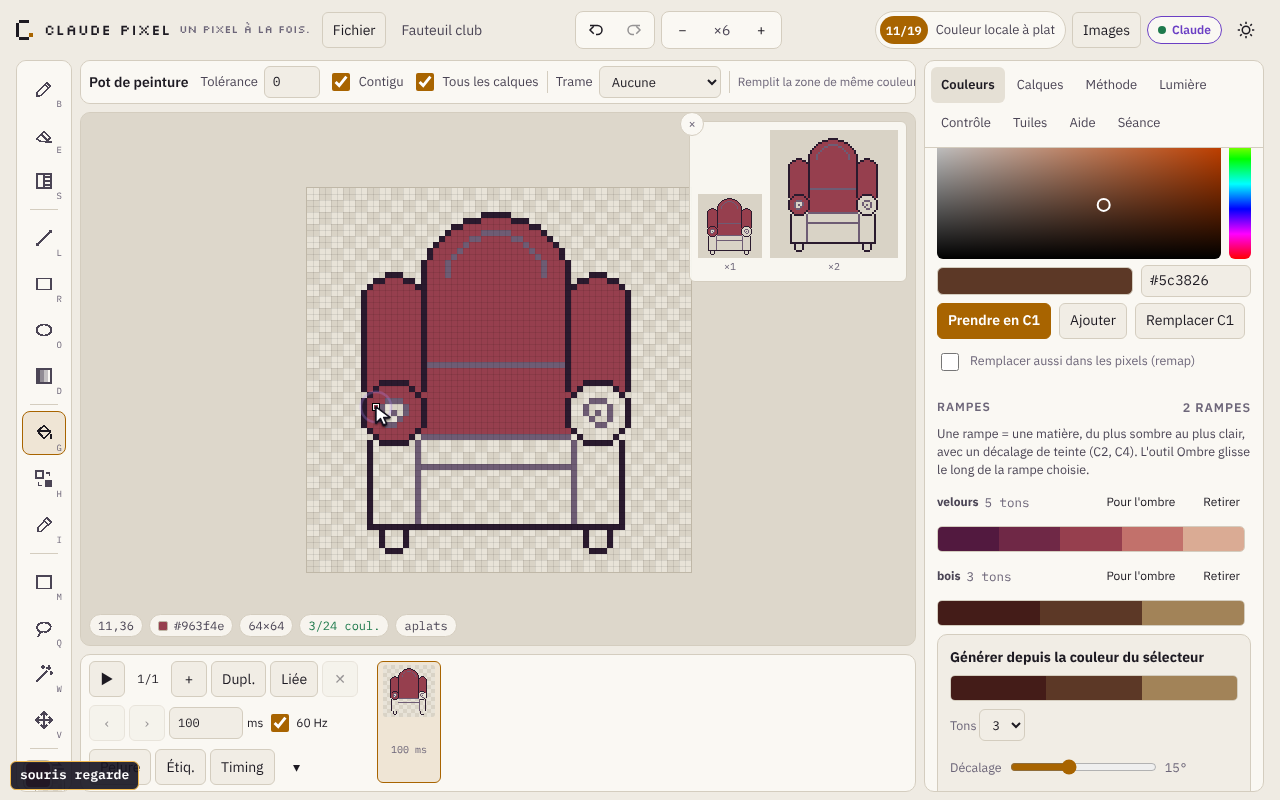 CLAUDE PIXEL UN PIXEL À LA FOIS. Fichier Fauteuil club − ×6 + 11/19 Couleur locale à plat Images Claude
Pot de peinture Tolérance 0 Contigu Tous les calques Trame Aucune Remplit la zone de même couleur
Couleurs Calques Méthode Lumière
Contrôle Tuiles Aide Séance
B
E
S
L
R
O
D
G
H
I
M
Q
W
V
×
×1 ×2
#5c3826
Prendre en C1 Ajouter Remplacer C1
Remplacer aussi dans les pixels (remap)
RAMPES 2 RAMPES
Une rampe = une matière, du plus sombre au plus clair,
avec un décalage de teinte (C2, C4). L'outil Ombre glisse
le long de la rampe choisie.
velours 5 tons Pour l'ombre Retirer
bois 3 tons Pour l'ombre Retirer
Générer depuis la couleur du sélecteur
Tons 3
Décalage 15°
11,36 #963f4e 64×64 3/24 coul. aplats
1/1 + Dupl. Liée ×
‹ › 100 ms 60 Hz
100 ms
Étiq. Timing ▼
souris regarde